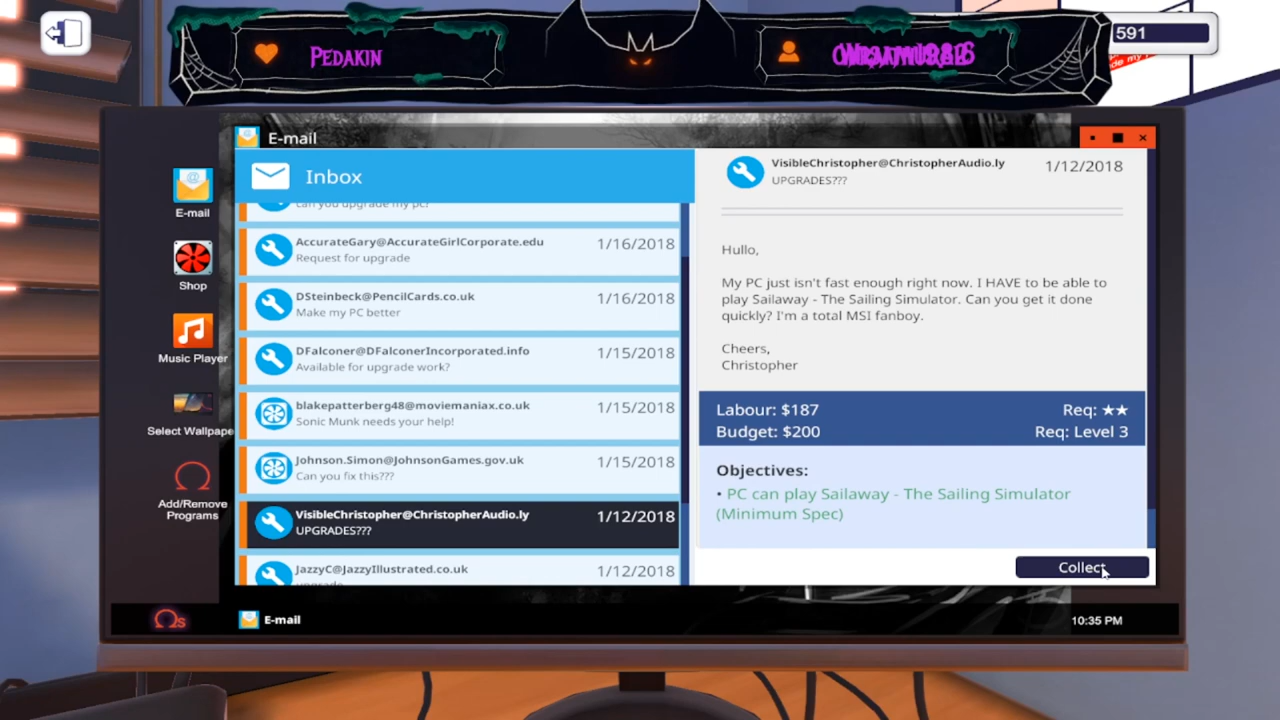 PEDAKIN
591
E-mail
Inbox
can you upgrade my pc?
AccurateGary@AccurateGirlCorporate.edu 1/16/2018
Request for upgrade
DSteinbeck@PencilCards.co.uk 1/16/2018
Make my PC better
DFalconer@DFalconerIncorporated.info 1/15/2018
Available for upgrade work?
blakepatterberg48@moviemaniax.co.uk 1/15/2018
Sonic Munk needs your help!
Johnson.Simon@JohnsonGames.gov.uk 1/15/2018
Can you fix this???
VisibleChristopher@ChristopherAudio.ly 1/12/2018
UPGRADES???
JazzyC@JazzyIllustrated.co.uk 1/12/2018
upgrade
VisibleChristopher@ChristopherAudio.ly 1/12/2018
UPGRADES???
Hullo,
My PC just isn't fast enough right now. I HAVE to be able to
play Sailaway - The Sailing Simulator. Can you get it done
quickly? I'm a total MSI fanboy.
Cheers,
Christopher
Labour: $187 Req: ★★
Budget: $200 Req: Level 3
Objectives:
• PC can play Sailaway - The Sailing Simulator
(Minimum Spec)
Collect
E-mail
Shop
Music Player
Select Wallpape
Add/Remove
Programs
E-mail
10:35 PM